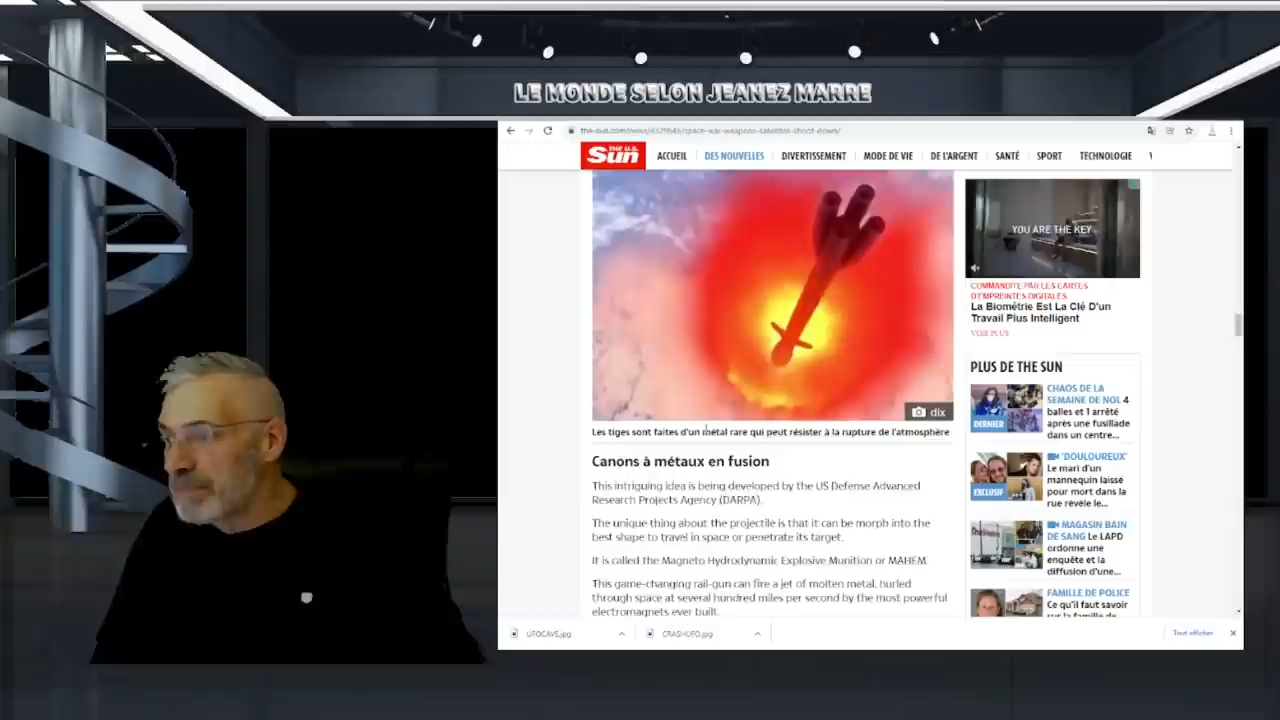 LE MONDE SELON JEANEZ MARRE
the-sun.com/news/4321646/space-war-weapons-satellites-shoot-down/
THE U.S. Sun
ACCUEIL DES NOUVELLES DIVERTISSEMENT MODE DE VIE DE L'ARGENT SANTÉ SPORT TECHNOLOGIE
dix
Les tiges sont faites d'un métal rare qui peut résister à la rupture de l'atmosphère
Canons à métaux en fusion
This intriguing idea is being developed by the US Defense Advanced
Research Projects Agency (DARPA).
The unique thing about the projectile is that it can be morph into the
best shape to travel in space or penetrate its target.
It is called the Magneto Hydrodynamic Explosive Munition or MAHEM.
This game-changing rail-gun can fire a jet of molten metal, hurled
through space at several hundred miles per second by the most powerful
electromagnets ever built.
YOU ARE THE KEY
COMMANDITÉ PAR LES CARTES
D'EMPREINTES DIGITALES
La Biométrie Est La Clé D'un
Travail Plus Intelligent
VOIR PLUS
PLUS DE THE SUN
DERNIER
CHAOS DE LA
SEMAINE DE NOL 4
balles et 1 arrêté
après une fusillade
dans un centre...
EXCLUSIF
'DOULOUREUX'
Le mari d'un
mannequin laissé
pour mort dans la
rue révèle le...
MAGASIN BAIN
DE SANG Le LAPD
ordonne une
enquête et la
diffusion d'une...
FAMILLE DE POLICE
Ce qu'il faut savoir
sur la famille de
UFOCAVE.jpg
CRASHUFO.jpg
Tout afficher